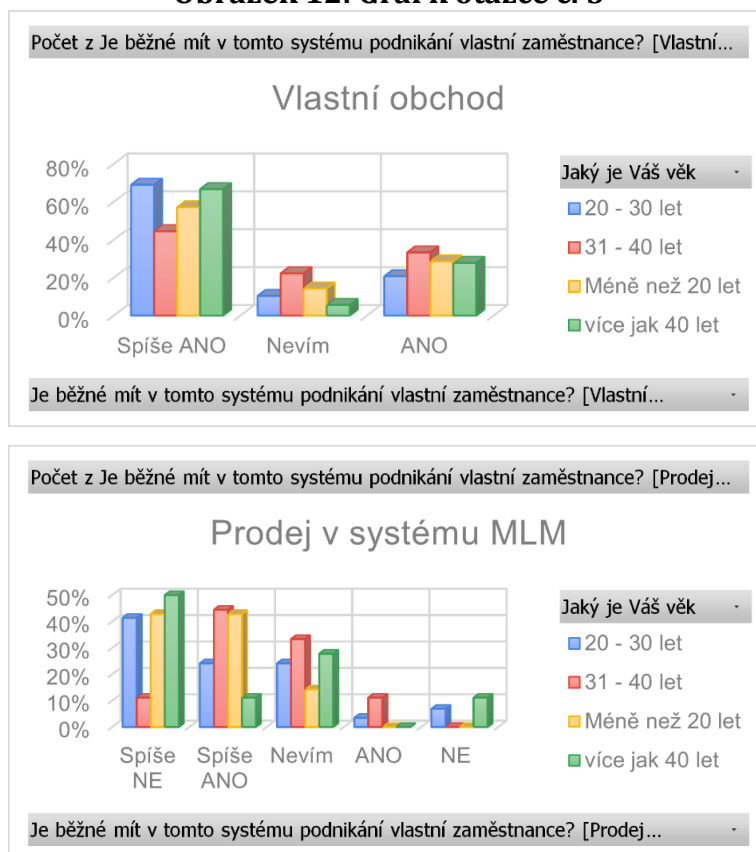 Obrázek 12: Graf k otázce č. 3
Počet z Je běžné mít v tomto systému podnikání vlastní zaměstnance? [Vlastní...
Vlastní obchod
80%
60%
40%
20%
0%
Spíše ANO
Nevím
ANO
Jaký je Váš věk
20 - 30 let
31 - 40 let
Méně než 20 let
více jak 40 let
Je běžné mít v tomto systému podnikání vlastní zaměstnance? [Vlastní...
Počet z Je běžné mít v tomto systému podnikání vlastní zaměstnance? [Prodej...
Prodej v systému MLM
50%
40%
30%
20%
10%
0%
Spíše
NE
Spíše
ANO
Nevím
ANO
NE
Jaký je Váš věk
20 - 30 let
31 - 40 let
Méně než 20 let
více jak 40 let
Je běžné mít v tomto systému podnikání vlastní zaměstnance? [Prodej...